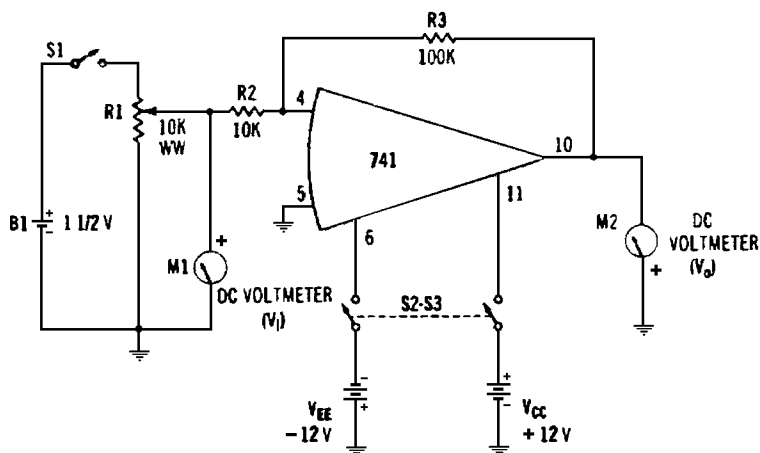 R3
100K
S1
R1
10K
WW
R2
10K
4
741
5
10
11
6
B1
+
-
1 1/2 V
+
M1
DC VOLTMETER
(Vi)
M2
DC
VOLTMETER
(Vo)
+
S2-S3
-
+
VEE
-12 V
+
-
VCC
+12 V